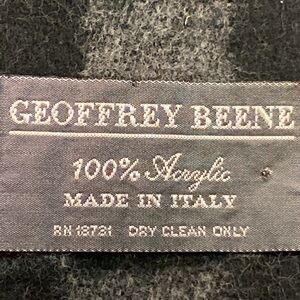 GEOFFREY BEENE
100% Acrylic
MADE IN ITALY
RN 18731 DRY CLEAN ONLY